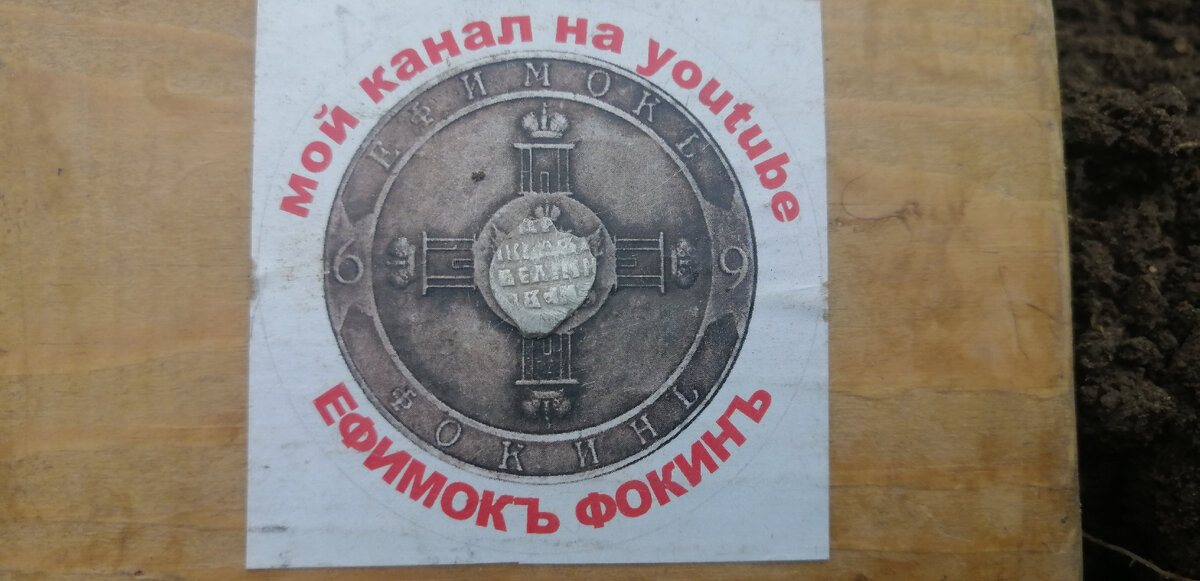 мой канал на youtube
ЕФИМОКЪ
6 9
ФОКИНЪ
ЕФИМОКЪ ФОКИНЪ